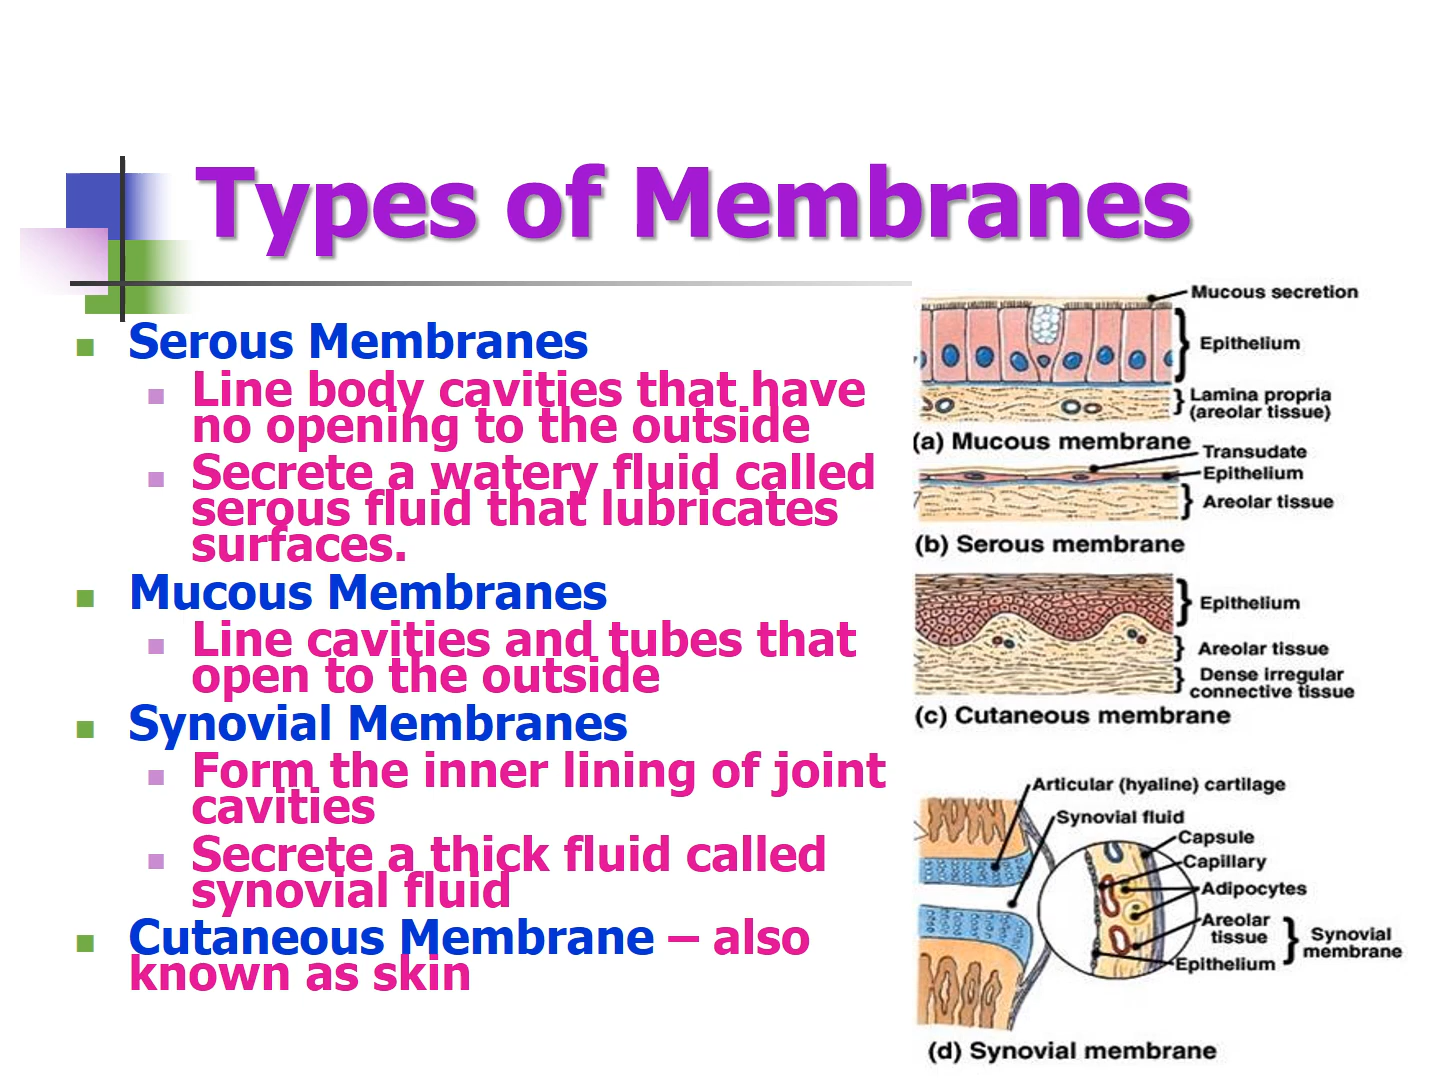 Types of Membranes
Serous Membranes
Line body cavities that have
no opening to the outside
Secrete a watery fluid called
serous fluid that lubricates
surfaces.
Mucous Membranes
Line cavities and tubes that
open to the outside
Synovial Membranes
Form the inner lining of joint
cavities
Secrete a thick fluid called
synovial fluid
Cutaneous Membrane – also
known as skin
Mucous secretion
Epithelium
Lamina propria
(areolar tissue)
(a) Mucous membrane
Transudate
Epithelium
Areolar tissue
(b) Serous membrane
Epithelium
Areolar tissue
Dense irregular
connective tissue
(c) Cutaneous membrane
Articular (hyaline) cartilage
Synovial fluid
Capsule
Capillary
Adipocytes
Areolar
tissue
Synovial
membrane
Epithelium
(d) Synovial membrane